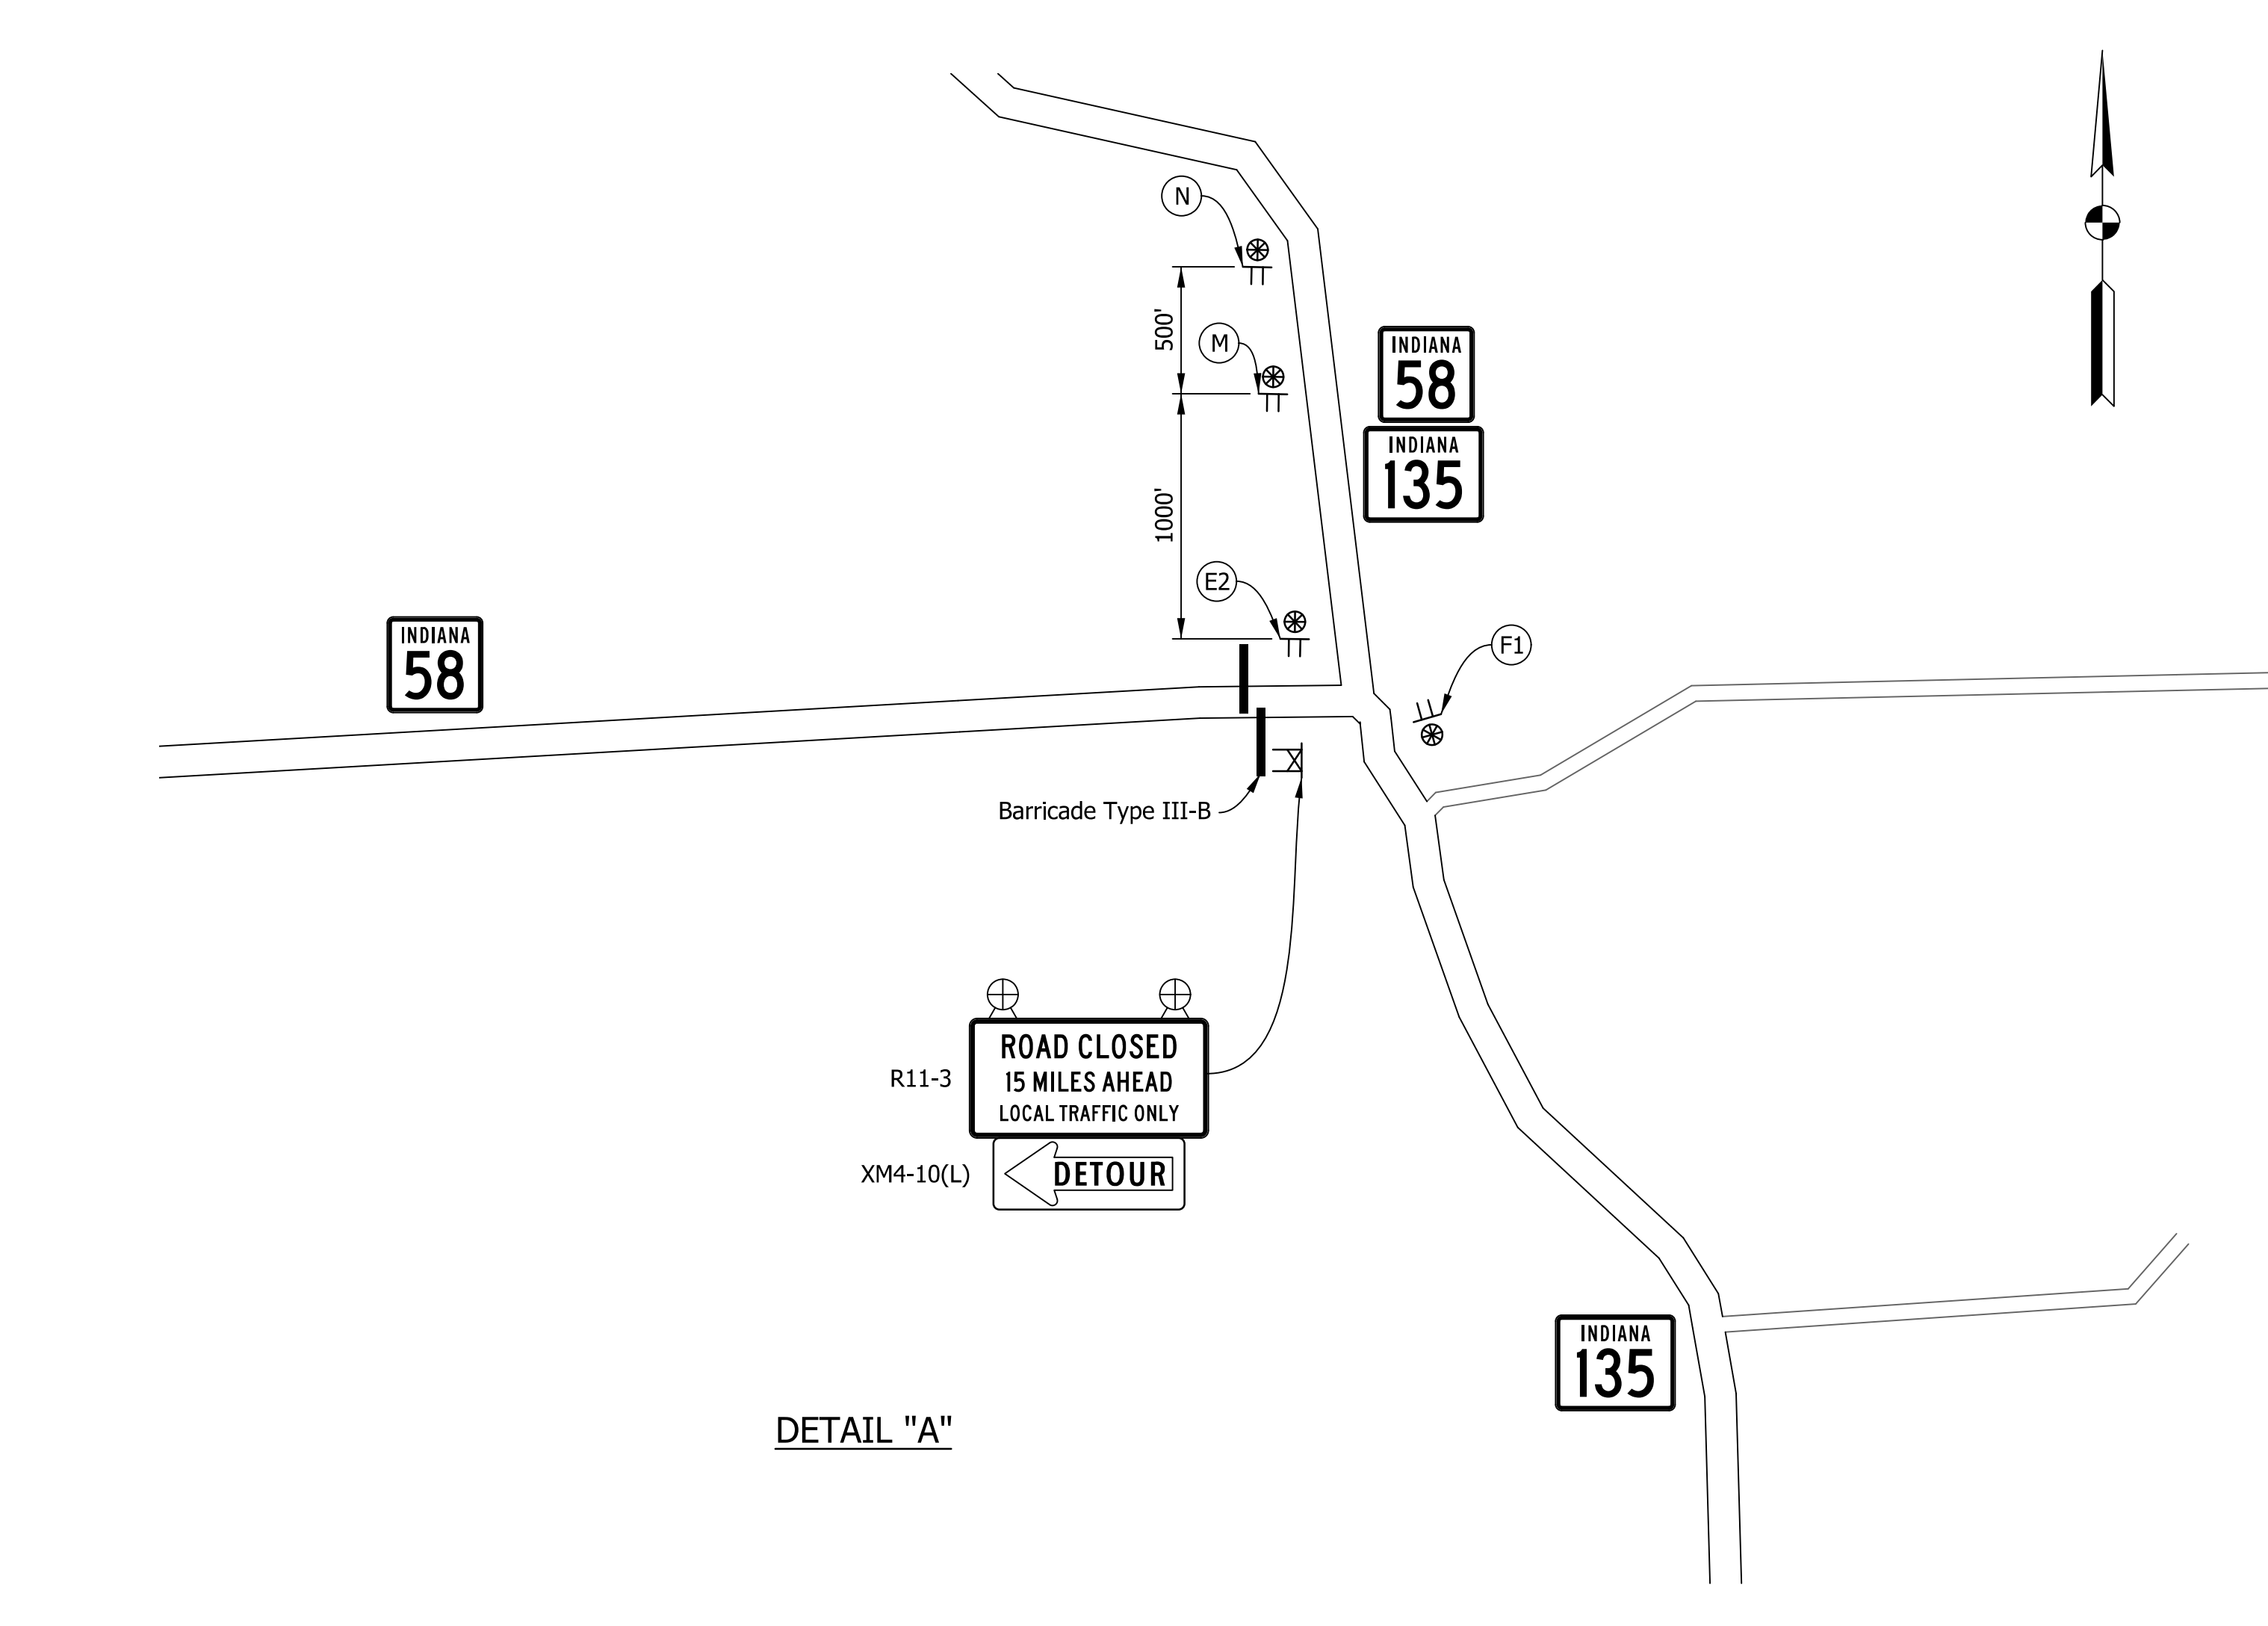 N
500'
M
INDIANA
58
INDIANA
135
1000'
E2
INDIANA
58
F1
Barricade Type III-B
ROAD CLOSED
15 MILES AHEAD
LOCAL TRAFFIC ONLY
R11-3
XM4-10(L)
DETOUR
INDIANA
135
DETAIL "A"